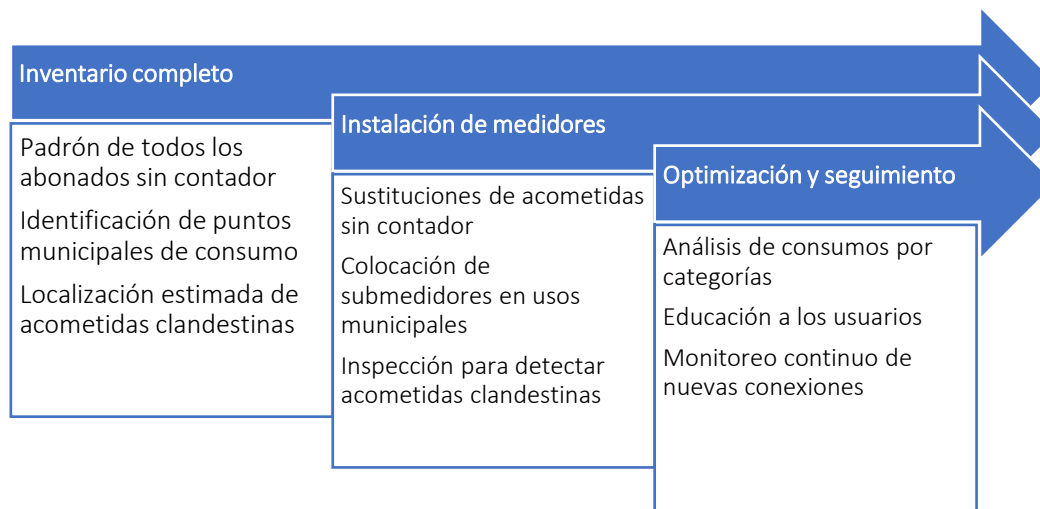 Inventario completo
Padrón de todos los
abonados sin contador
Identificación de puntos
municipales de consumo
Localización estimada de
acometidas clandestinas
Instalación de medidores
Sustituciones de acometidas
sin contador
Colocación de
submedidores en usos
municipales
Inspección para detectar
acometidas clandestinas
Optimización y seguimiento
Análisis de consumos por
categorías
Educación a los usuarios
Monitoreo continuo de
nuevas conexiones